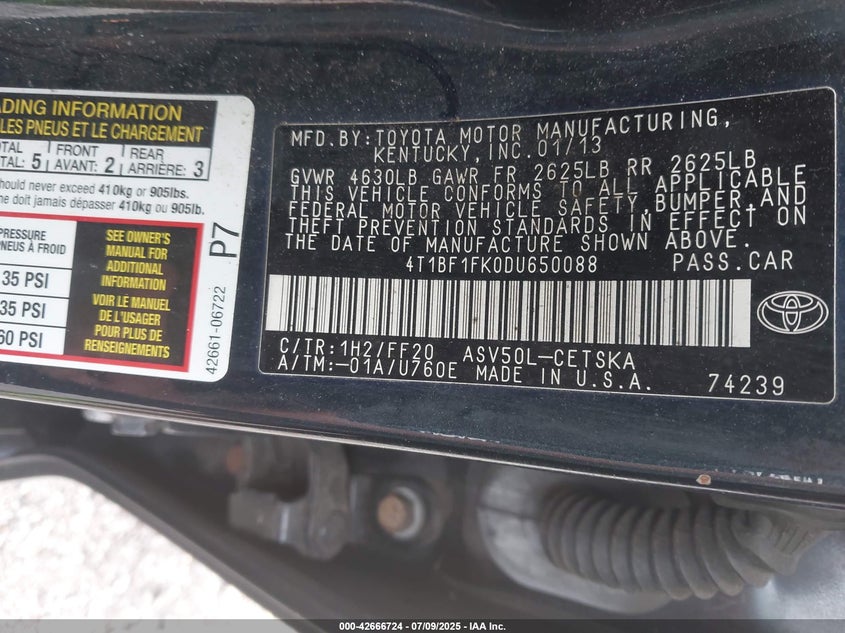 ADING INFORMATION
LES PNEUS ET LE CHARGEMENT
TOTAL: 5
FRONT AVANT: 2
REAR ARRIÈRE: 3
should never exceed 410kg or 905lbs.
ne doit jamais dépasser 410kg ou 905lb.
PRESSURE
PNEUS À FROID
35 PSI
35 PSI
60 PSI
SEE OWNER'S
MANUAL FOR
ADDITIONAL
INFORMATION
VOIR LE MANUEL
DE L'USAGER
POUR PLUS DE
RENSEIGNEMENTS
P7
42661-06722
MFD.BY:TOYOTA MOTOR MANUFACTURING,
KENTUCKY, INC.01/13
GVWR 4630LB GAWR FR 2625LB RR 2625LB
THIS VEHICLE CONFORMS TO ALL APPLICABLE
FEDERAL MOTOR VEHICLE SAFETY, BUMPER, AND
THEFT PREVENTION STANDARDS IN EFFECT ON
THE DATE OF MANUFACTURE SHOWN ABOVE.
4T1BF1FK0DU650088 PASS.CAR
TOYOTA
C/TR:1H2/FF20 ASV50L-CETSKA
A/TM:-01A/U760E MADE IN U.S.A. 74239
000-42666724 | 07/09/2025 - IAA Inc.